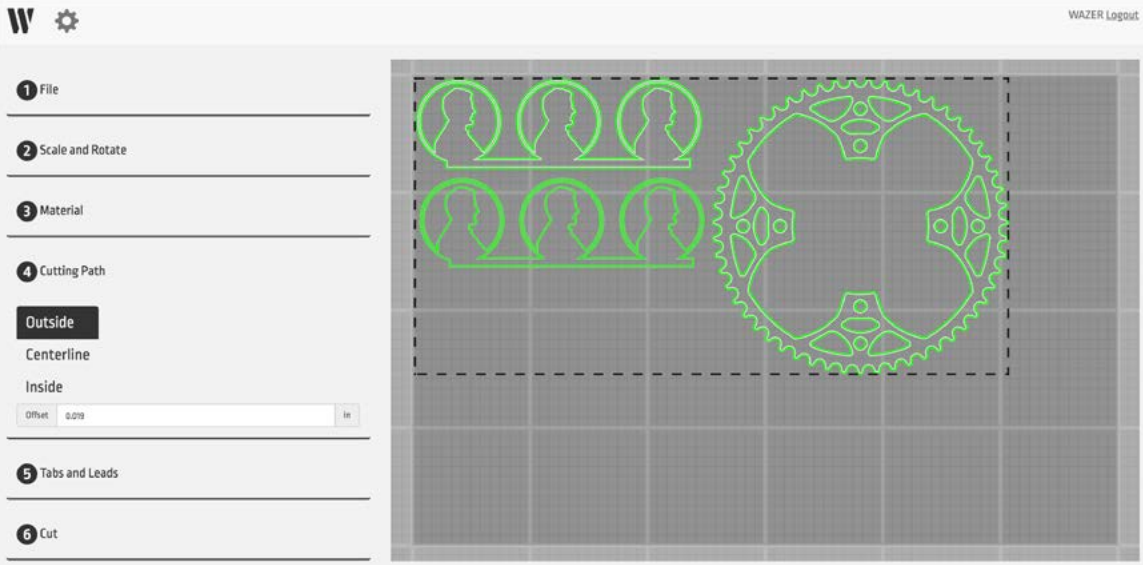 W
WAZER Logout
1 File
2 Scale and Rotate
3 Material
4 Cutting Path
Outside
Centerline
Inside
Offset 0.019 in
5 Tabs and Leads
6 Cut